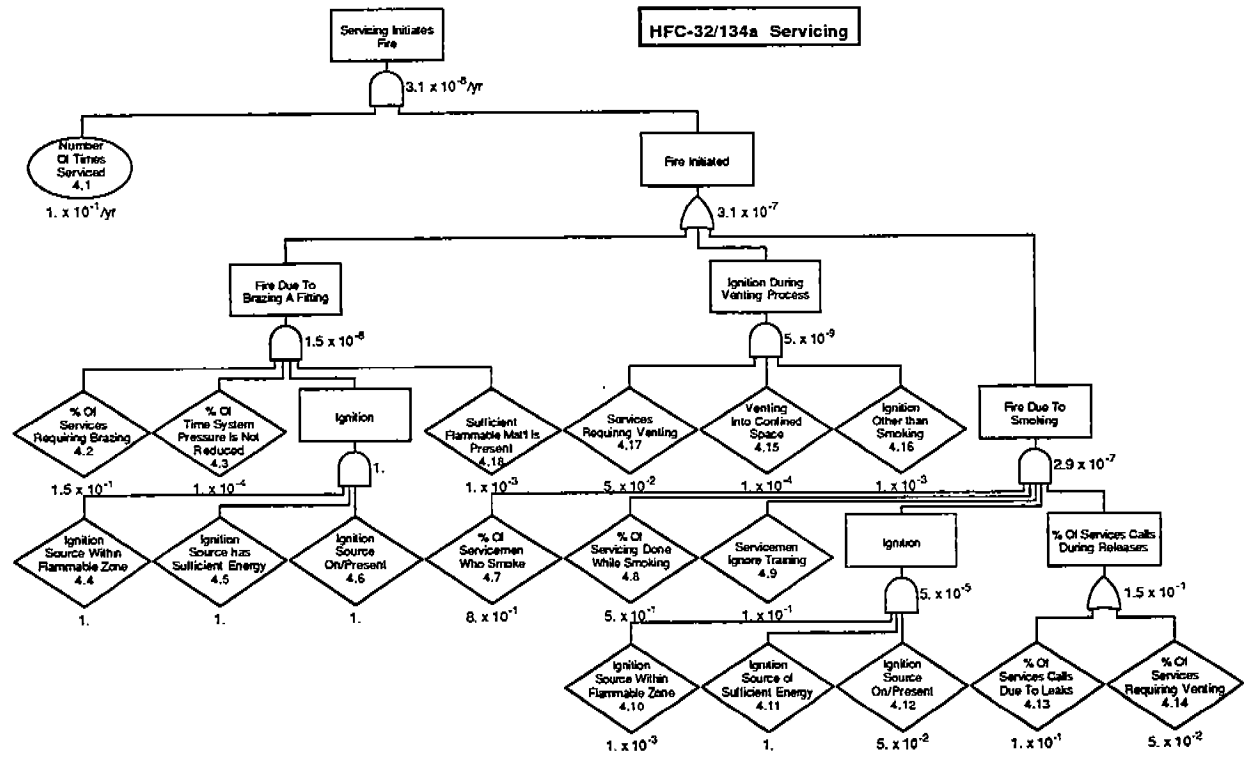 Servicing Initiates
Fire
HFC-32/134a Servicing
3.1 x 10⁻⁸/yr
Number
Of Times
Serviced
4.1
1. x 10⁻¹/yr
Fire Initiated
3.1 x 10⁻⁷
Fire Due To
Brazing A Fitting
1.5 x 10⁻⁸
Ignition During
Venting Process
5. x 10⁻⁹
% Of
Services
Requiring Brazing
4.2
1.5 x 10⁻¹
% Of
Time System
Pressure Is Not
Reduced
4.3
1. x 10⁻⁴
Ignition
1.
Sufficient
Flammable Mat'l Is
Present
4.18
1. x 10⁻³
Services
Requirng Venting
4.17
5. x 10⁻²
Venting
Into Confined
Space
4.15
1. x 10⁻⁴
Ignition
Other than
Smoking
4.16
1. x 10⁻³
Fire Due To
Smoking
2.9 x 10⁻⁷
Ignition
Source Within
Flammable Zone
4.4
1.
Ignition
Source has
Sufficient Energy
4.5
1.
Ignition
Source
On/Present
4.6
1.
% Of
Servicemen
Who Smoke
4.7
8. x 10⁻¹
% Of
Servicing Done
While Smoking
4.8
5. x 10⁻¹
Servicemen
Ignore Training
4.9
1. x 10⁻¹
Ignition
5. x 10⁻⁵
% Of Services Calls
During Releases
1.5 x 10⁻¹
Ignition
Source Within
Flammable Zone
4.10
1. x 10⁻³
Ignition
Source of
Sufficient Energy
4.11
1.
Ignition
Source
On/Present
4.12
5. x 10⁻²
% Of
Services Calls
Due To Leaks
4.13
1. x 10⁻¹
% Of
Services
Requiring Venting
4.14
5. x 10⁻²